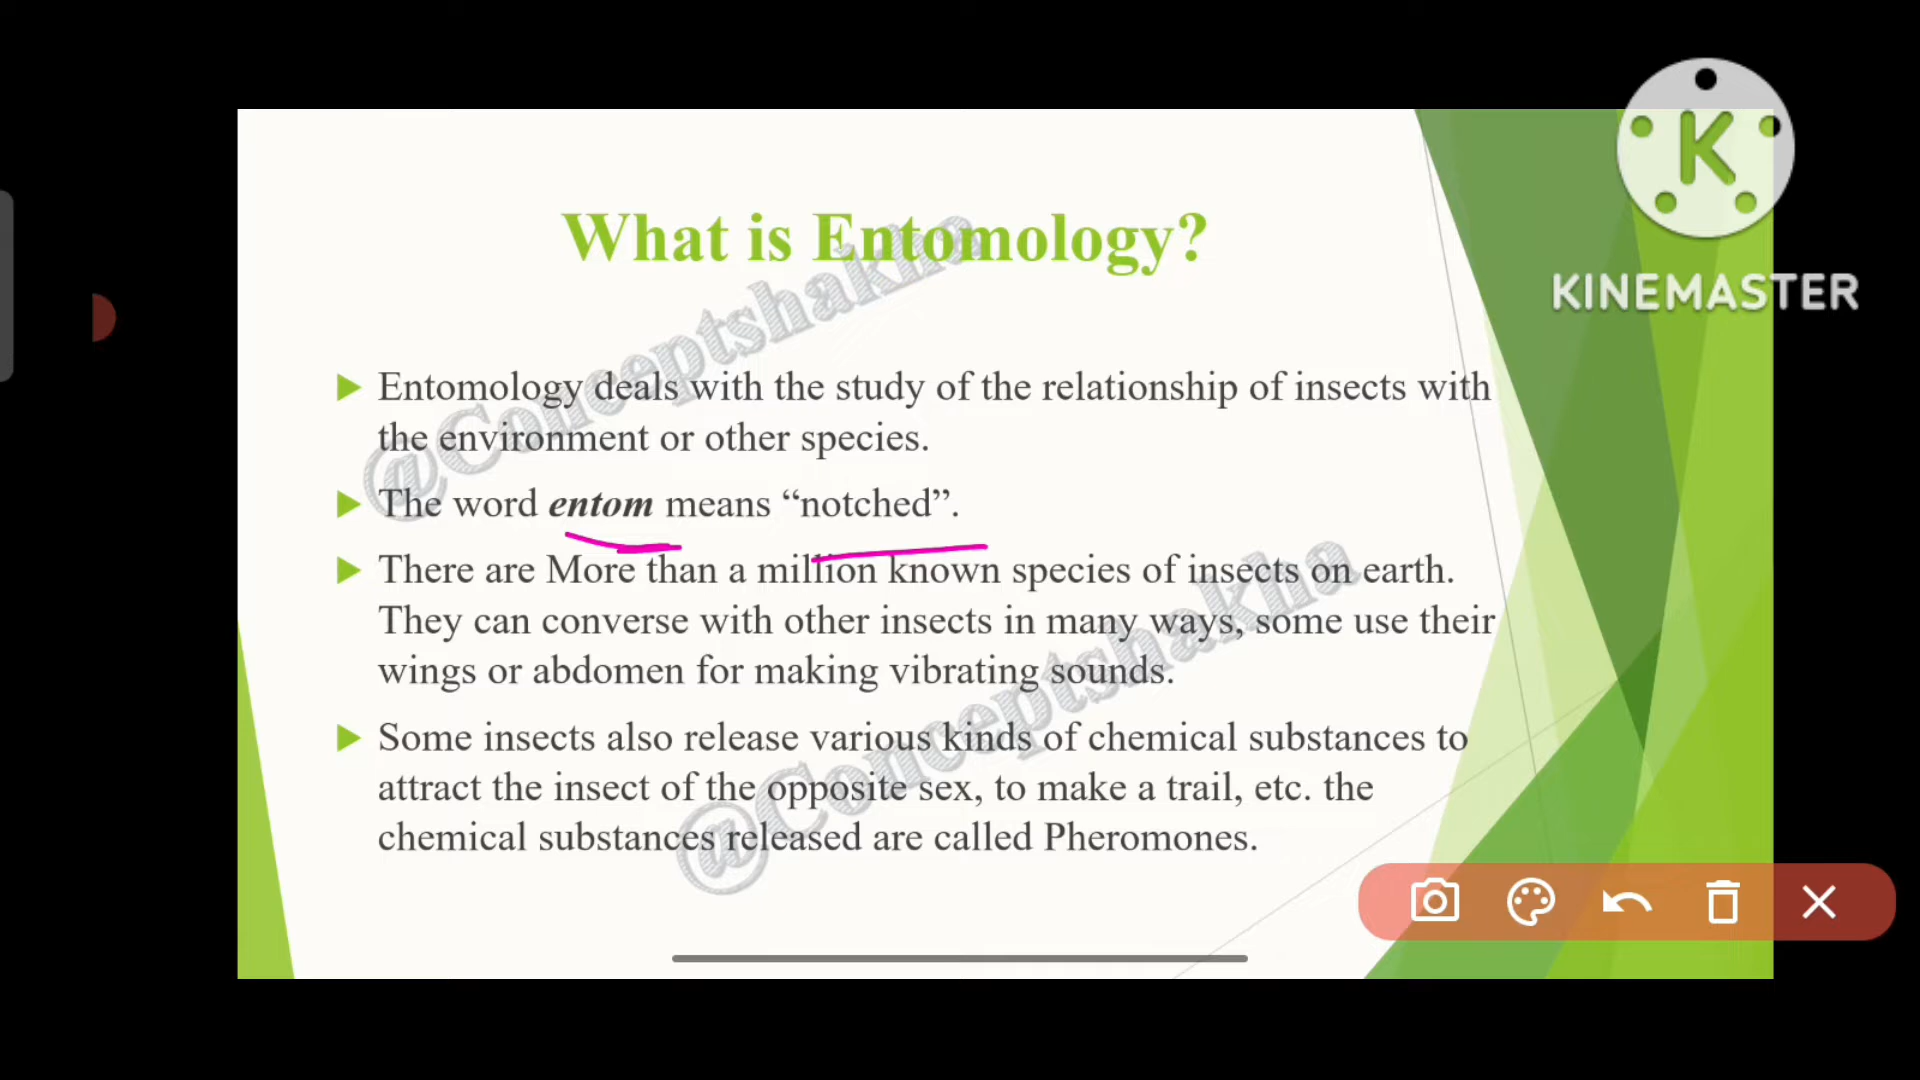 What is Entomology?
K
KINEMASTER
Entomology deals with the study of the relationship of insects with
the environment or other species.
The word entom means “notched”.
There are More than a million known species of insects on earth.
They can converse with other insects in many ways, some use their
wings or abdomen for making vibrating sounds.
Some insects also release various kinds of chemical substances to
attract the insect of the opposite sex, to make a trail, etc. the
chemical substances released are called Pheromones.
@Conceptshakha
@Conceptshakha